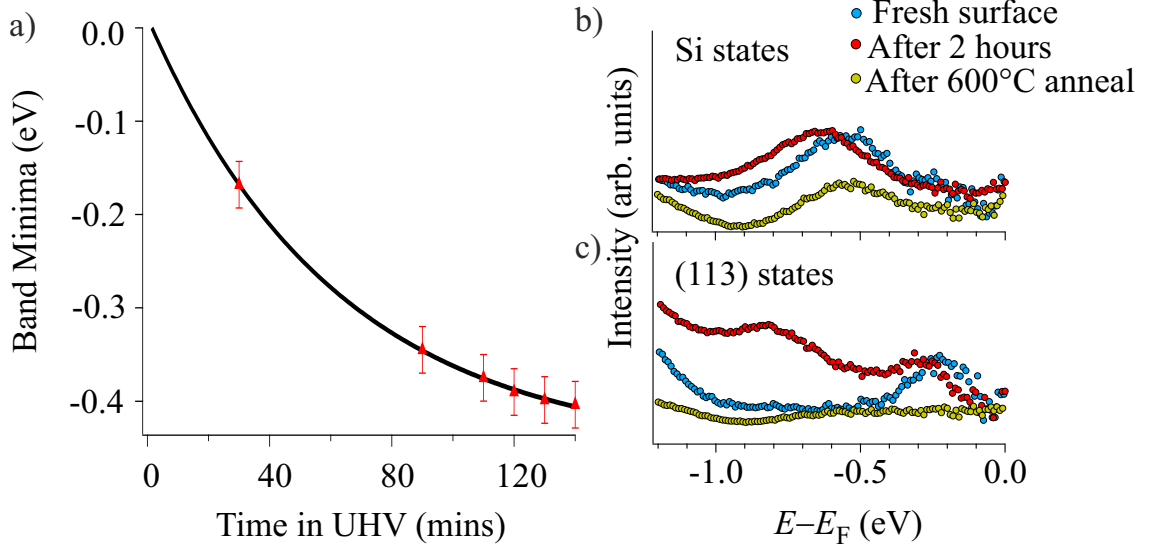 a)
0.0
-0.1
-0.2
-0.3
-0.4
Band Minima (eV)
0
40
80
120
Time in UHV (mins)
b)
Fresh surface
After 2 hours
After 600°C anneal
Si states
Intensity (arb. units)
c)
(113) states
-1.0
-0.5
0.0
E–EF (eV)